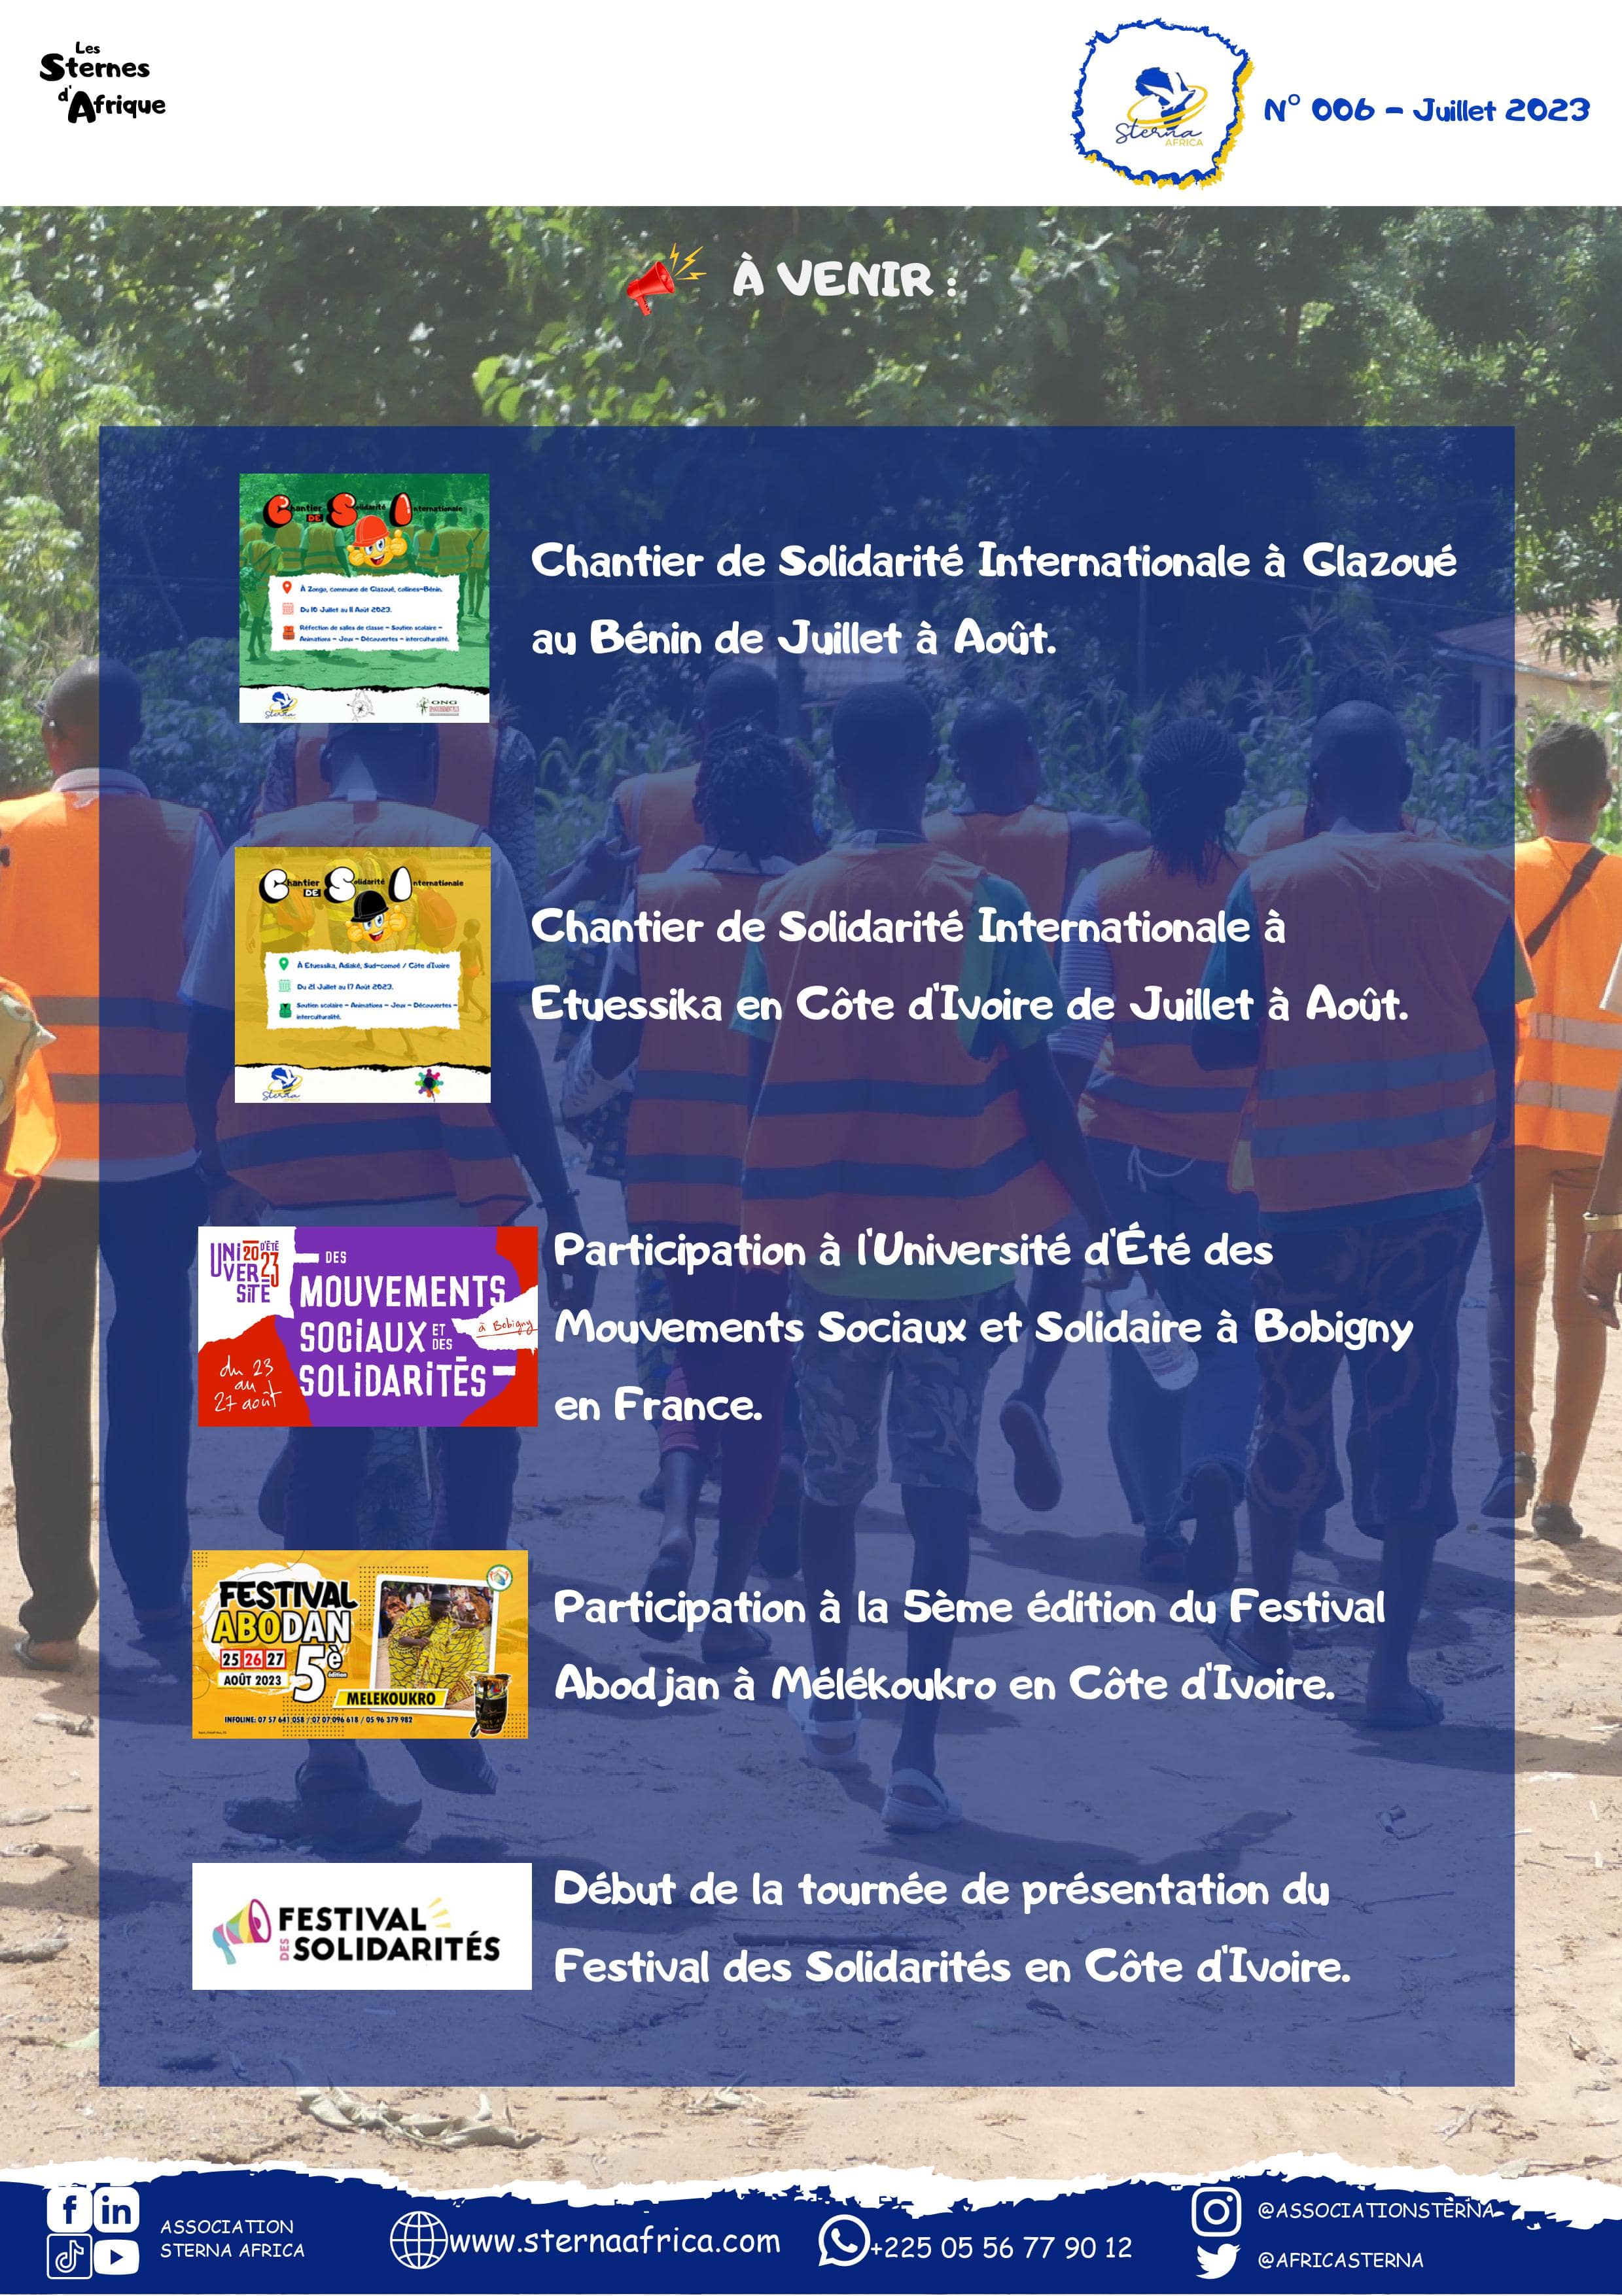 Les
Sternes
d'Afrique
Sterna
AFRICA
N° 006 - Juillet 2023
À VENIR :
Chantier DE Solidarité Internationale
À Zongo, commune de Glazoué, collines-Bénin.
Du 10 Juillet au 11 Août 2023.
Réfection de salles de classe - Soutien scolaire -
Animations - Jeux - Découvertes - interculturalité.
Sterna
ONG
Chantier de Solidarité Internationale à Glazoué
au Bénin de Juillet à Août.
Chantier DE Solidarité Internationale
À Etuessika, Adiaké, Sud-comoé / Côte d'Ivoire
Du 21 Juillet au 17 Août 2023.
Soutien scolaire - Animations - Jeux - Découvertes -
interculturalité.
Sterna
Chantier de Solidarité Internationale à
Etuessika en Côte d'Ivoire de Juillet à Août.
UNiVERSiTÉ D'ÉTÉ 2023
DES
MOUVEMENTS
SOCiAUX ET DES
SOLiDARiTÉS
à Bobigny
du 23
au
27 août
Participation à l'Université d'Été des
Mouvements Sociaux et Solidaire à Bobigny
en France.
FESTIVAL
ABODAN
25 26 27
AOÛT 2023
5è édition
MELEKOUKRO
INFOLINE: 07 57 641 058 / 07 07 096 618 / 05 96 379 982
Participation à la 5ème édition du Festival
Abodjan à Mélékoukro en Côte d'Ivoire.
FESTIVAL
DES SOLIDARITÉS
Début de la tournée de présentation du
Festival des Solidarités en Côte d'Ivoire.
ASSOCIATION
STERNA AFRICA
www.sternaafrica.com
+225 05 56 77 90 12
@ASSOCIATIONSTERNA
@AFRICASTERNA